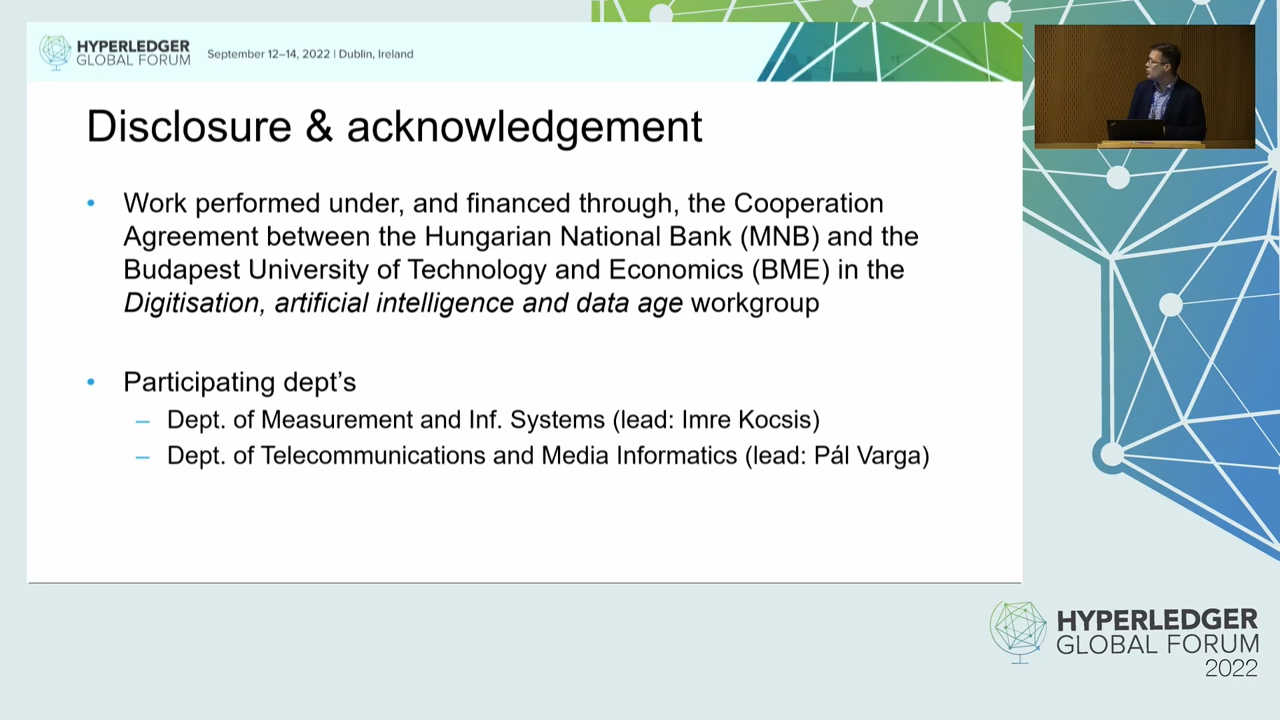 HYPERLEDGER
GLOBAL FORUM
September 12–14, 2022 | Dublin, Ireland
Disclosure & acknowledgement
• Work performed under, and financed through, the Cooperation
Agreement between the Hungarian National Bank (MNB) and the
Budapest University of Technology and Economics (BME) in the
Digitisation, artificial intelligence and data age workgroup
• Participating dept’s
– Dept. of Measurement and Inf. Systems (lead: Imre Kocsis)
– Dept. of Telecommunications and Media Informatics (lead: Pál Varga)
HYPERLEDGER
GLOBAL FORUM
2022